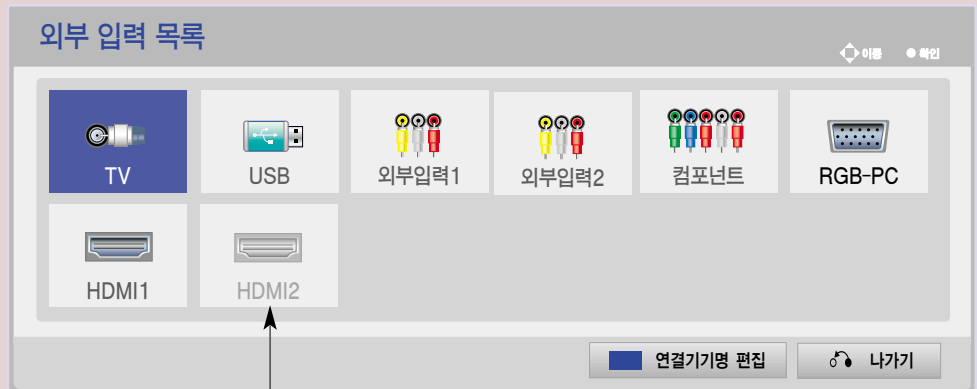 외부 입력 목록
이동 확인
TV USB 외부입력1 외부입력2 컴포넌트 RGB-PC
HDMI1 HDMI2
연결기기명 편집 나가기